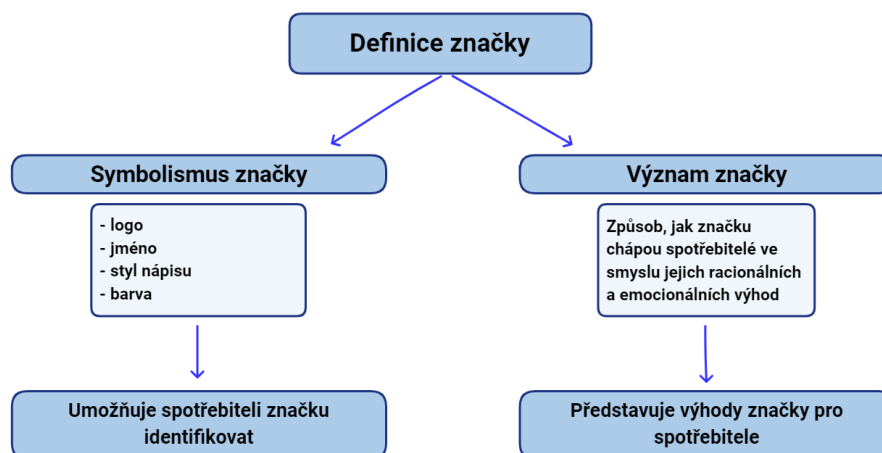 Definice značky
Symbolismus značky
- logo
- jméno
- styl nápisu
- barva
Umožňuje spotřebiteli značku
identifikovat
Význam značky
Způsob, jak značku
chápou spotřebitelé ve
smyslu jejich racionálních
a emocionálních výhod
Představuje výhody značky pro
spotřebitele